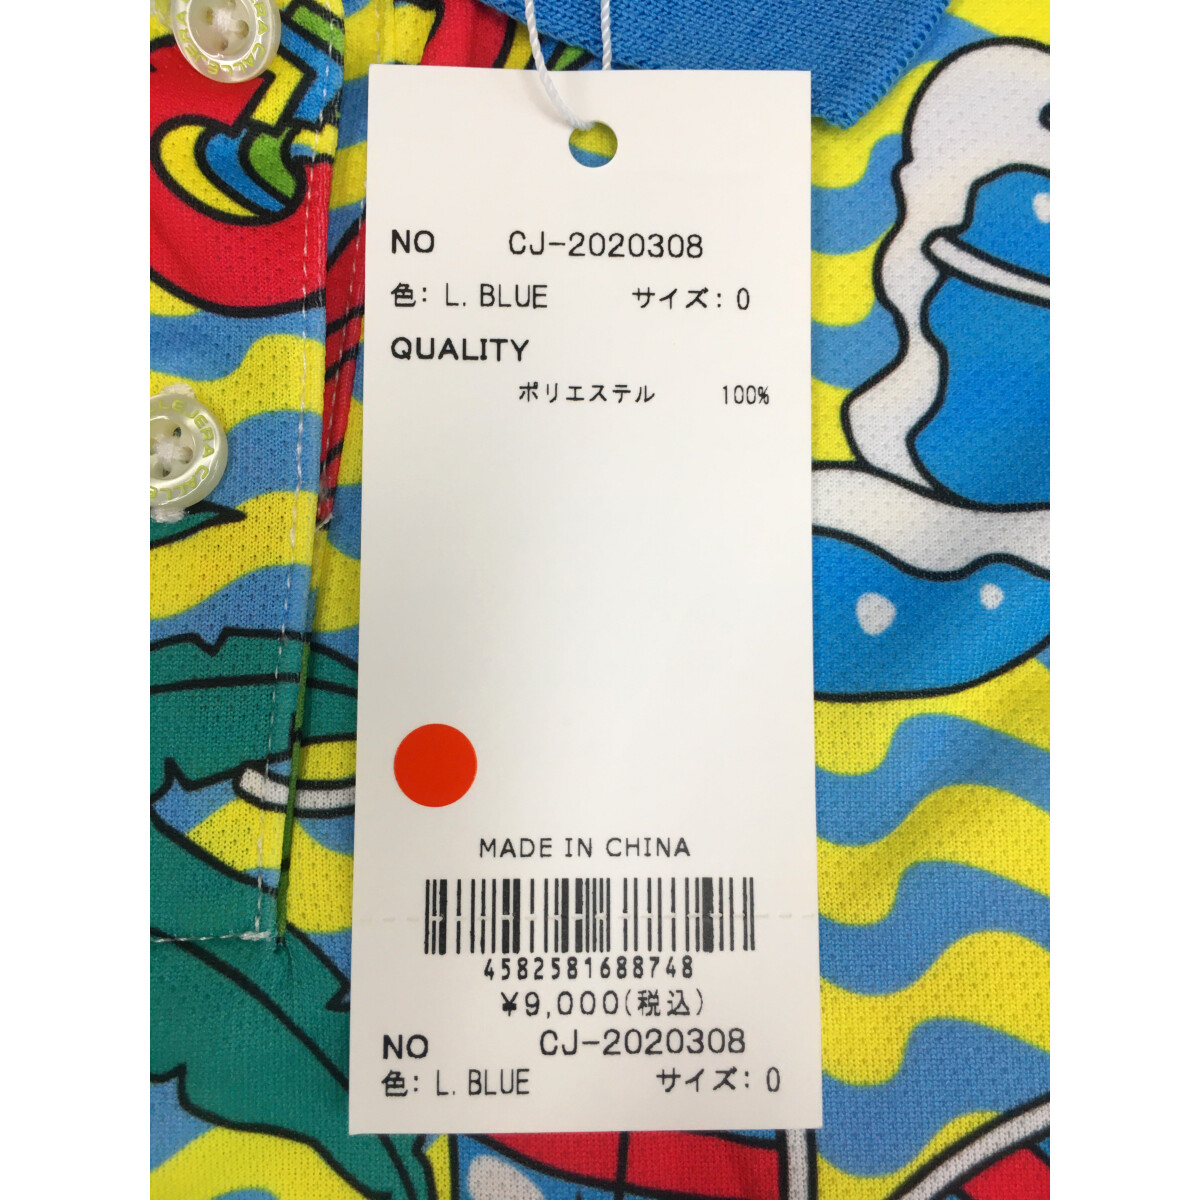 NO CJ-2020308
色: L. BLUE サイズ: 0
QUALITY
ポリエステル 100%
MADE IN CHINA
4582581688748
¥9,000(税込)
NO CJ-2020308
色: L. BLUE サイズ: 0